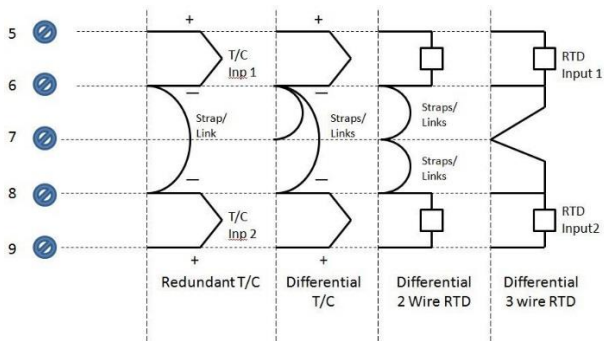 5
+
+
T/C
Inp 1
RTD
Input 1
6
—
—
Strap/
Link
Straps/
Links
Straps/
Links
7
Straps/
Links
8
—
—
T/C
Inp 2
RTD
Input2
9
+
+
Redundant T/C
Differential
T/C
Differential
2 Wire RTD
Differential
3 wire RTD